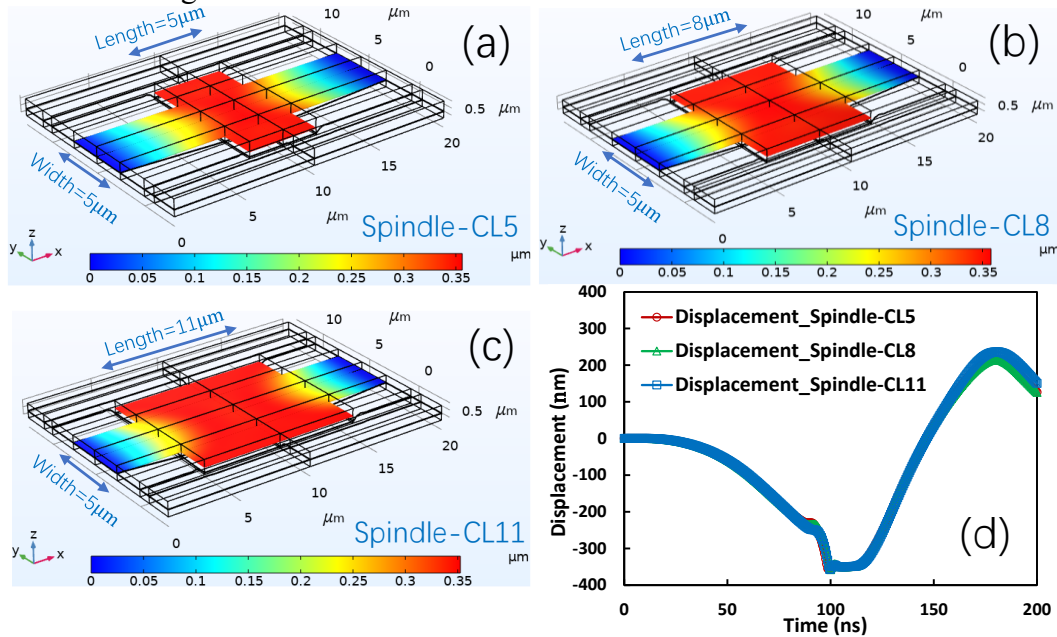 Length=5μm
μm
10
5
0
0.5
μm
20
15
10
μm
5
0
Width=5μm
(a)
Spindle-CL5
z
y
x
μm
0
0.05
0.1
0.15
0.2
0.25
0.3
0.35
Length=8μm
μm
10
5
0
0.5
μm
20
15
10
μm
5
0
Width=5μm
(b)
Spindle-CL8
z
y
x
μm
0
0.05
0.1
0.15
0.2
0.25
0.3
0.35
Length=11μm
μm
10
5
0
0.5
μm
20
15
10
μm
5
0
Width=5μm
(c)
Spindle-CL11
z
y
x
μm
0
0.05
0.1
0.15
0.2
0.25
0.3
0.35
400
300
200
100
0
-100
-200
-300
-400
Displacement (nm)
Displacement_Spindle-CL5
Displacement_Spindle-CL8
Displacement_Spindle-CL11
(d)
0
50
100
150
200
Time (ns)